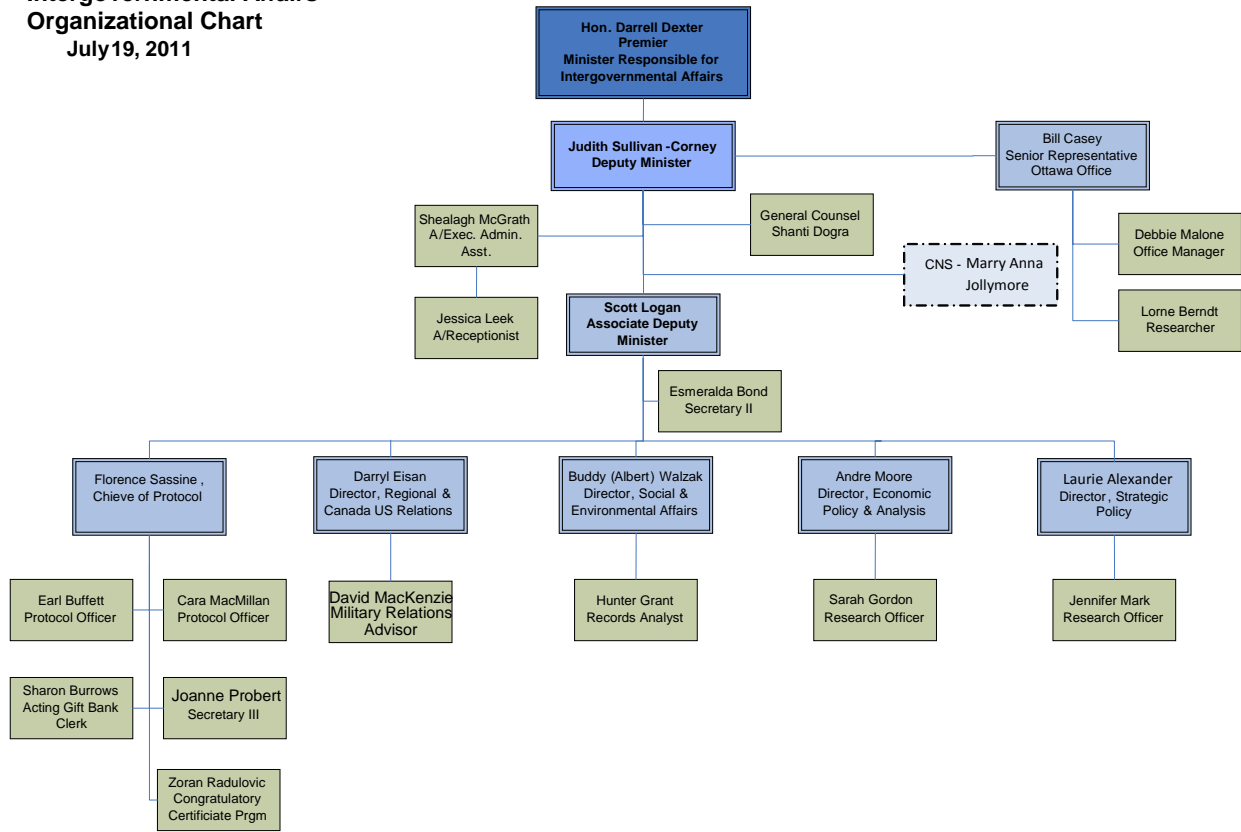 Intergovernmental Affairs
Organizational Chart
July 19, 2011
Hon. Darrell Dexter
Premier
Minister Responsible for
Intergovernmental Affairs
Judith Sullivan -Corney
Deputy Minister
Bill Casey
Senior Representative
Ottawa Office
Shealagh McGrath
A/Exec. Admin.
Asst.
General Counsel
Shanti Dogra
Debbie Malone
Office Manager
CNS - Marry Anna
Jollymore
Jessica Leek
A/Receptionist
Scott Logan
Associate Deputy
Minister
Lorne Berndt
Researcher
Esmeralda Bond
Secretary II
Florence Sassine ,
Chieve of Protocol
Darryl Eisan
Director, Regional &
Canada US Relations
Buddy (Albert) Walzak
Director, Social &
Environmental Affairs
Andre Moore
Director, Economic
Policy & Analysis
Laurie Alexander
Director, Strategic
Policy
Earl Buffett
Protocol Officer
Cara MacMillan
Protocol Officer
David MacKenzie
Military Relations
Advisor
Hunter Grant
Records Analyst
Sarah Gordon
Research Officer
Jennifer Mark
Research Officer
Sharon Burrows
Acting Gift Bank
Clerk
Joanne Probert
Secretary III
Zoran Radulovic
Congratulatory
Certificiate Prgm